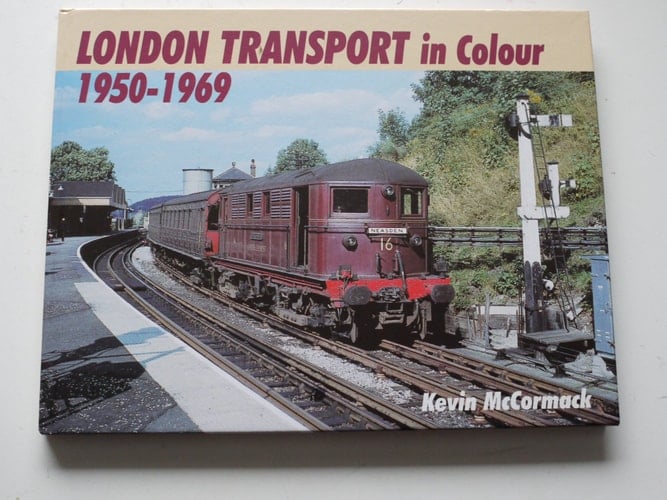 LONDON TRANSPORT in Colour
1950-1969
NEASDEN
16
Kevin McCormack